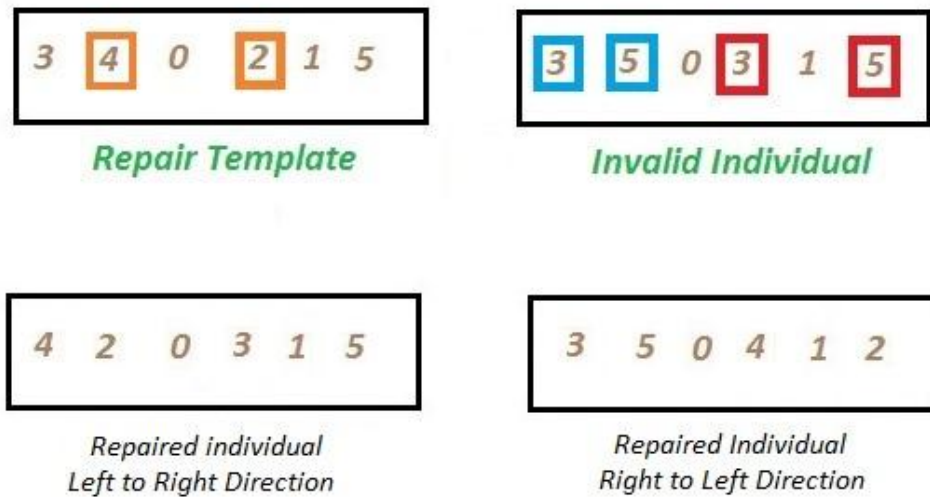 3 4 0 2 1 5
Repair Template
3 5 0 3 1 5
Invalid Individual
4 2 0 3 1 5
Repaired individual
Left to Right Direction
3 5 0 4 1 2
Repaired Individual
Right to Left Direction